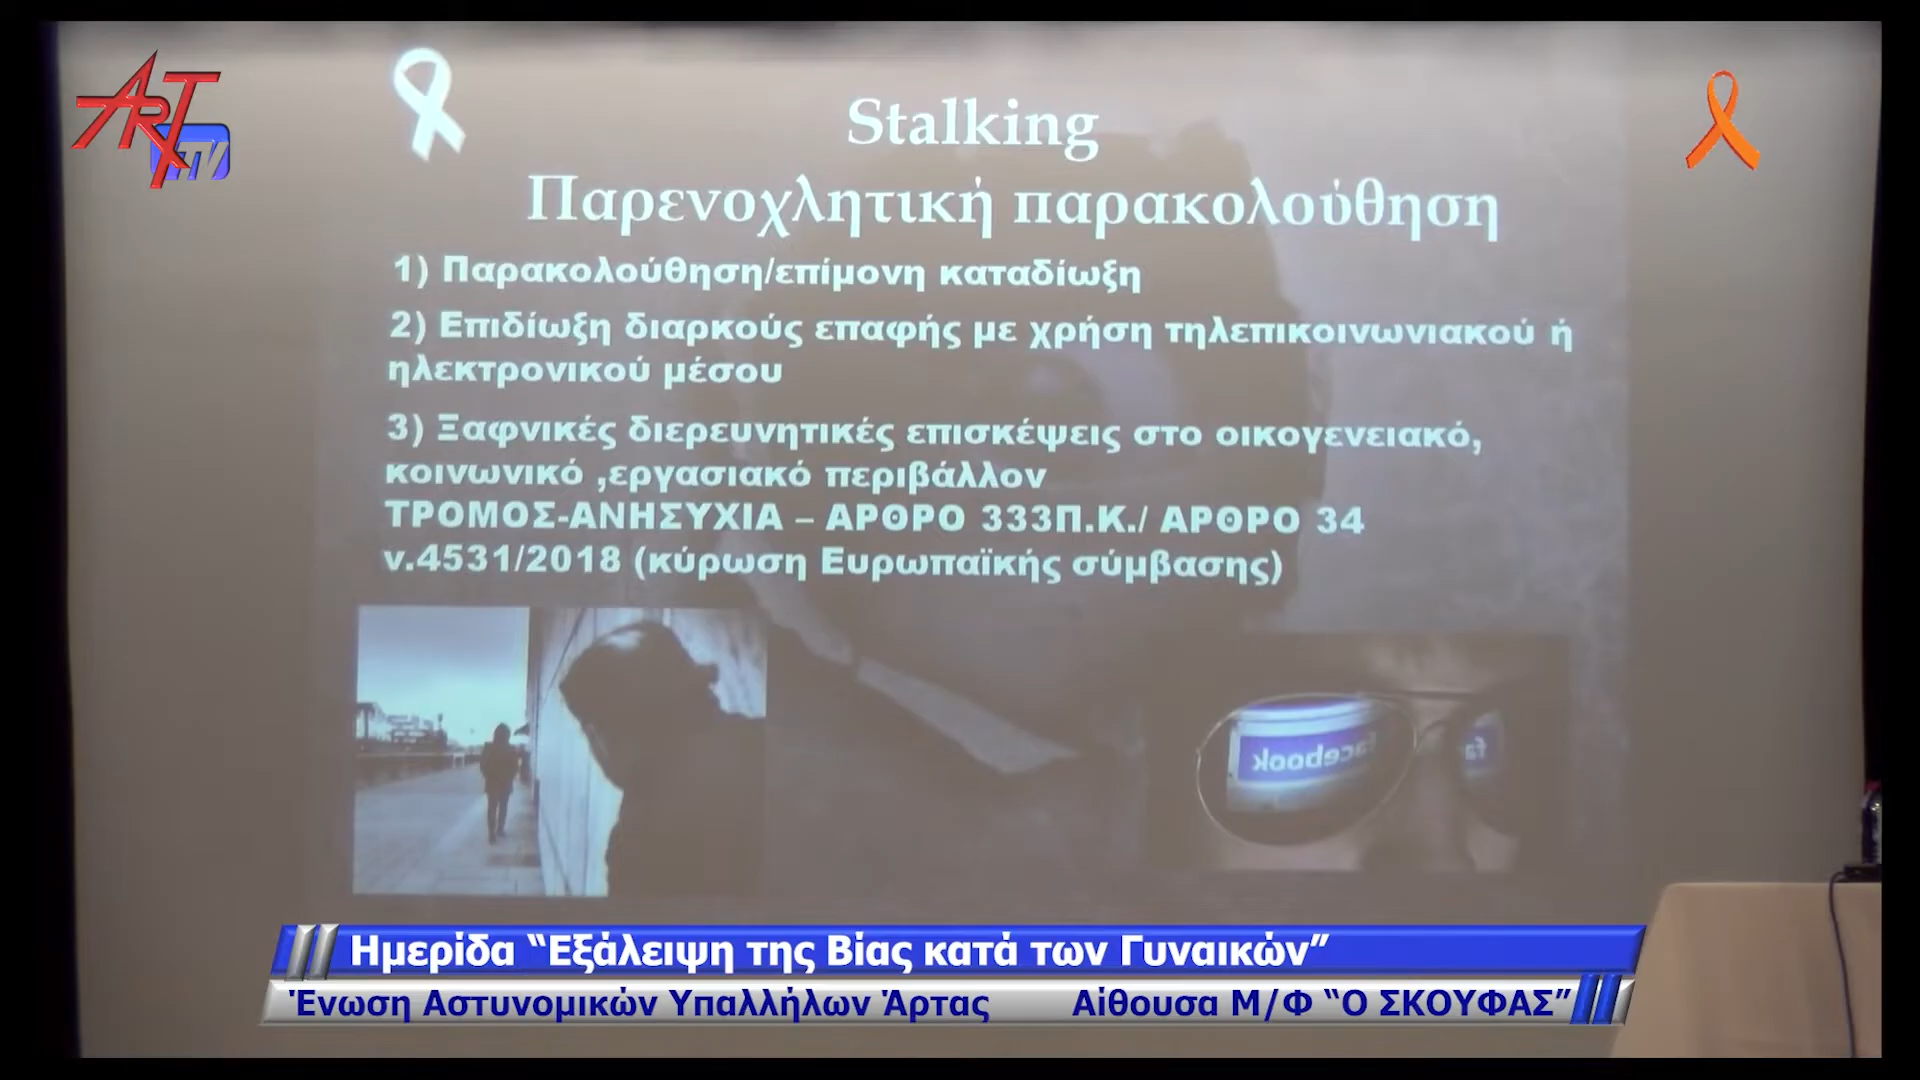 ART TV
Stalking
Παρενοχλητική παρακολούθηση
1) Παρακολούθηση/επίμονη καταδίωξη
2) Επιδίωξη διαρκούς επαφής με χρήση τηλεπικοινωνιακού ή
ηλεκτρονικού μέσου
3) Ξαφνικές διερευνητικές επισκέψεις στο οικογενειακό,
κοινωνικό ,εργασιακό περιβάλλον
ΤΡΟΜΟΣ-ΑΝΗΣΥΧΙΑ – ΑΡΘΡΟ 333Π.Κ./ ΑΡΘΡΟ 34
ν.4531/2018 (κύρωση Ευρωπαϊκής σύμβασης)
facebook
fa
Ημερίδα “Εξάλειψη της Βίας κατά των Γυναικών”
Ένωση Αστυνομικών Υπαλλήλων Άρτας Αίθουσα Μ/Φ “Ο ΣΚΟΥΦΑΣ”